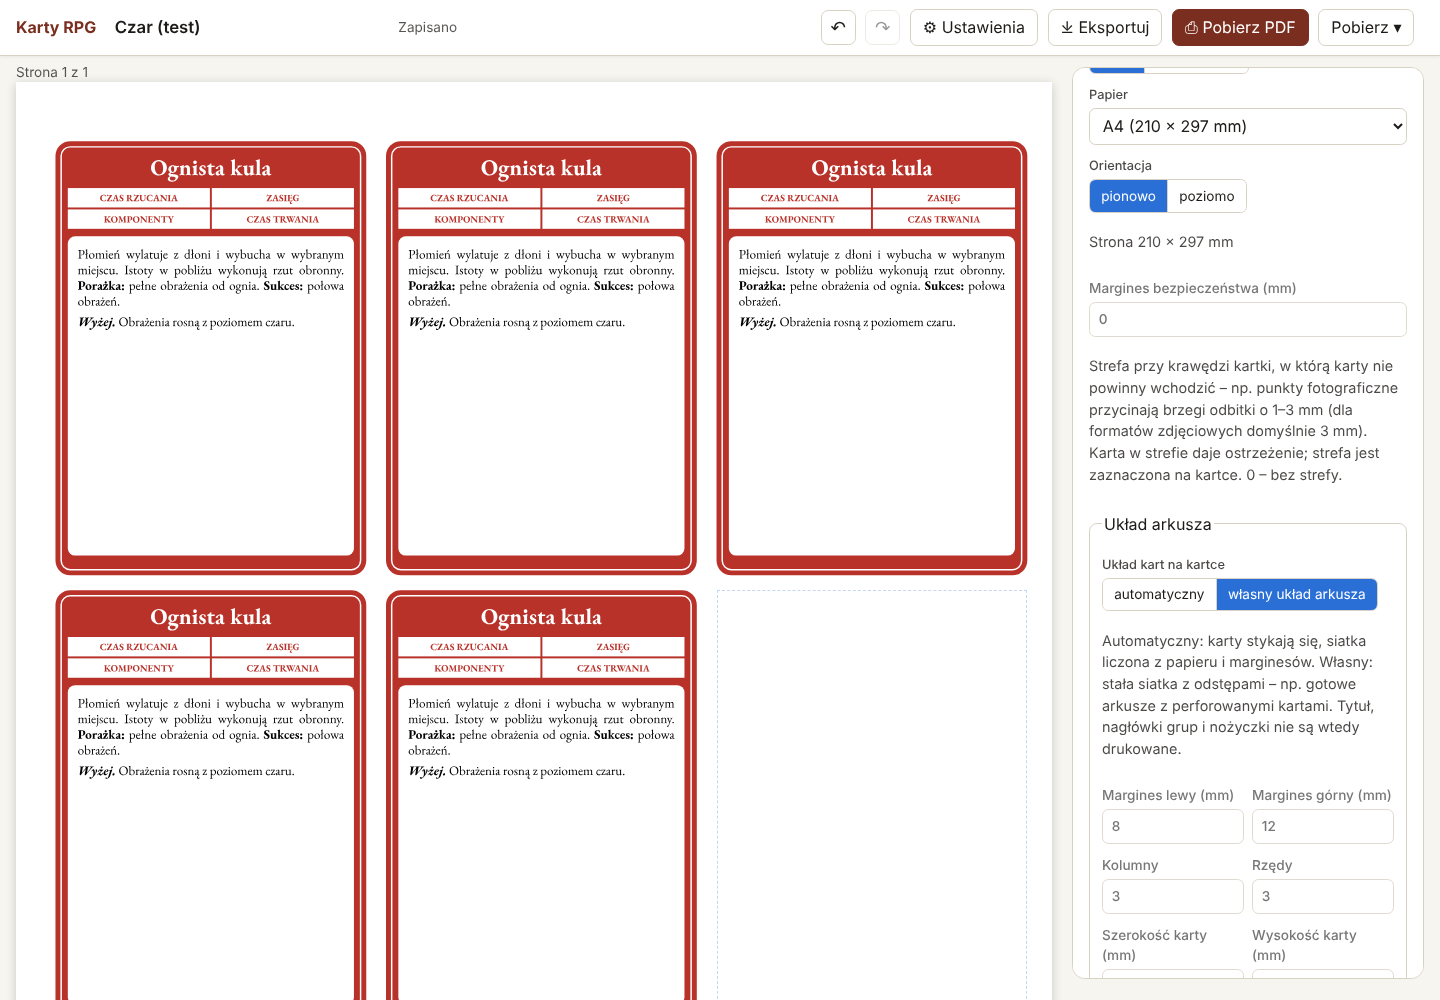 Karty RPG
Czar (test)
Zapisano
↶
↷
⚙ Ustawienia
Eksportuj
⎙ Pobierz PDF
Pobierz ▾
Strona 1 z 1
Ognista kula
CZAS RZUCANIA
ZASIĘG
KOMPONENTY
CZAS TRWANIA
Płomień wylatuje z dłoni i wybucha w wybranym
miejscu. Istoty w pobliżu wykonują rzut obronny.
Porażka: pełne obrażenia od ognia. Sukces: połowa
obrażeń.
Wyżej. Obrażenia rosną z poziomem czaru.
Ognista kula
CZAS RZUCANIA
ZASIĘG
KOMPONENTY
CZAS TRWANIA
Płomień wylatuje z dłoni i wybucha w wybranym
miejscu. Istoty w pobliżu wykonują rzut obronny.
Porażka: pełne obrażenia od ognia. Sukces: połowa
obrażeń.
Wyżej. Obrażenia rosną z poziomem czaru.
Ognista kula
CZAS RZUCANIA
ZASIĘG
KOMPONENTY
CZAS TRWANIA
Płomień wylatuje z dłoni i wybucha w wybranym
miejscu. Istoty w pobliżu wykonują rzut obronny.
Porażka: pełne obrażenia od ognia. Sukces: połowa
obrażeń.
Wyżej. Obrażenia rosną z poziomem czaru.
Ognista kula
CZAS RZUCANIA
ZASIĘG
KOMPONENTY
CZAS TRWANIA
Płomień wylatuje z dłoni i wybucha w wybranym
miejscu. Istoty w pobliżu wykonują rzut obronny.
Porażka: pełne obrażenia od ognia. Sukces: połowa
obrażeń.
Wyżej. Obrażenia rosną z poziomem czaru.
Ognista kula
CZAS RZUCANIA
ZASIĘG
KOMPONENTY
CZAS TRWANIA
Płomień wylatuje z dłoni i wybucha w wybranym
miejscu. Istoty w pobliżu wykonują rzut obronny.
Porażka: pełne obrażenia od ognia. Sukces: połowa
obrażeń.
Wyżej. Obrażenia rosną z poziomem czaru.
Papier
A4 (210 × 297 mm)
Orientacja
pionowo
poziomo
Strona 210 × 297 mm
Margines bezpieczeństwa (mm)
0
Strefa przy krawędzi kartki, w którą karty nie
powinny wchodzić – np. punkty fotograficzne
przycinają brzegi odbitki o 1–3 mm (dla
formatów zdjęciowych domyślnie 3 mm).
Karta w strefie daje ostrzeżenie; strefa jest
zaznaczona na kartce. 0 – bez strefy.
Układ arkusza
Układ kart na kartce
automatyczny
własny układ arkusza
Automatyczny: karty stykają się, siatka
liczona z papieru i marginesów. Własny:
stała siatka z odstępami – np. gotowe
arkusze z perforowanymi kartami. Tytuł,
nagłówki grup i nożyczki nie są wtedy
drukowane.
Margines lewy (mm)
Margines górny (mm)
8
12
Kolumny
Rzędy
3
3
Szerokość karty
(mm)
Wysokość karty
(mm)